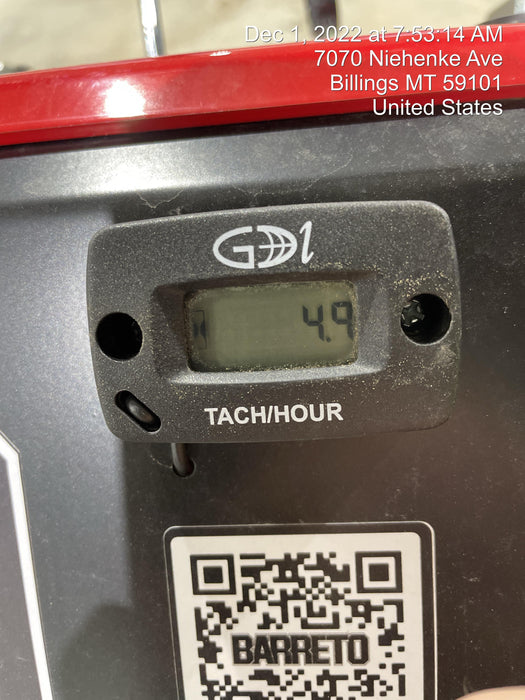 Dec 1, 2022 at 7:53:14 AM
7070 Niehenke Ave
Billings MT 59101
United States
GDI
4.9
TACH/HOUR
BARRETO